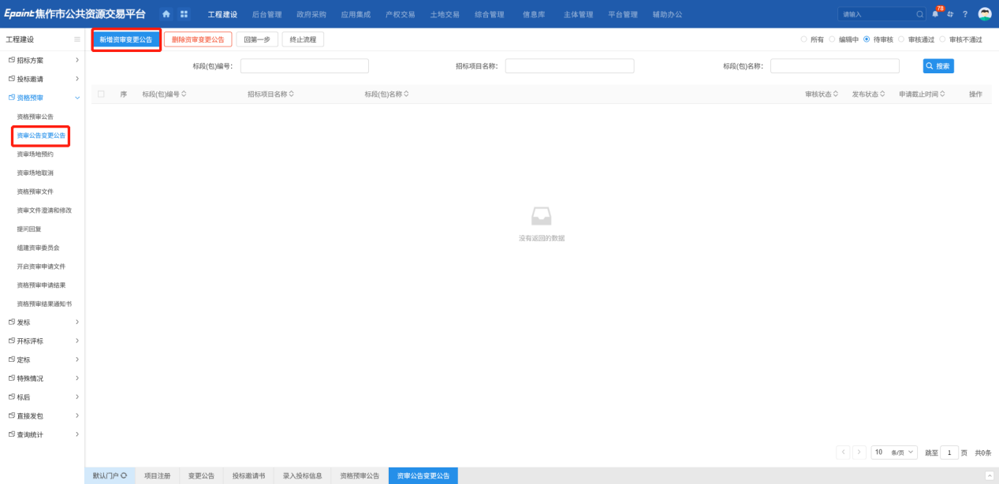 Epoint焦作市公共资源交易平台 工程建设 后台管理 政府采购 应用集成 产权交易 土地交易 综合管理 信息库 主体管理 平台管理 辅助办公 请输入 78 ?
工程建设
新增资审变更公告 删除资审变更公告 回第一步 终止流程 所有 编辑中 待审核 审核通过 审核不通过
招标方案
投标邀请
资格预审
资格预审公告
资审公告变更公告
资审场地预约
资审场地取消
资格预审文件
资审文件澄清和修改
提问回复
组建资审委员会
开启资审申请文件
资格预审申请结果
资格预审结果通知书
发标
开标评标
定标
特殊情况
标后
直接发包
查询统计
标段(包)编号: 招标项目名称: 标段(包)名称: 搜索
序 标段(包)编号 招标项目名称 标段(包)名称 审核状态 发布状态 申请截止时间 操作
没有返回的数据
10 条/页 跳至 1 页 共0条
默认门户 项目注册 变更公告 投标邀请书 录入投标信息 资格预审公告 资审公告变更公告